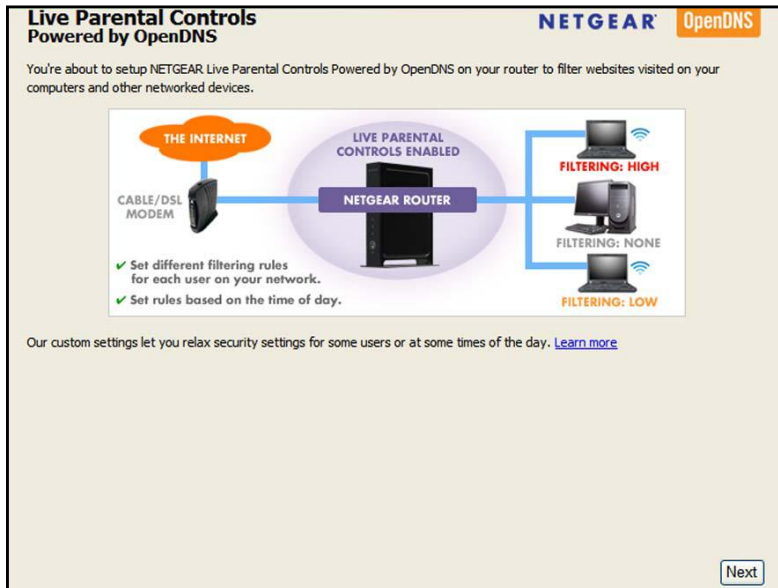 Live Parental Controls
Powered by OpenDNS
NETGEAR
OpenDNS
You're about to setup NETGEAR Live Parental Controls Powered by OpenDNS on your router to filter websites visited on your
computers and other networked devices.
THE INTERNET
CABLE/DSL
MODEM
LIVE PARENTAL
CONTROLS ENABLED
NETGEAR ROUTER
FILTERING: HIGH
FILTERING: NONE
FILTERING: LOW
✓ Set different filtering rules
for each user on your network.
✓ Set rules based on the time of day.
Our custom settings let you relax security settings for some users or at some times of the day. Learn more
Next